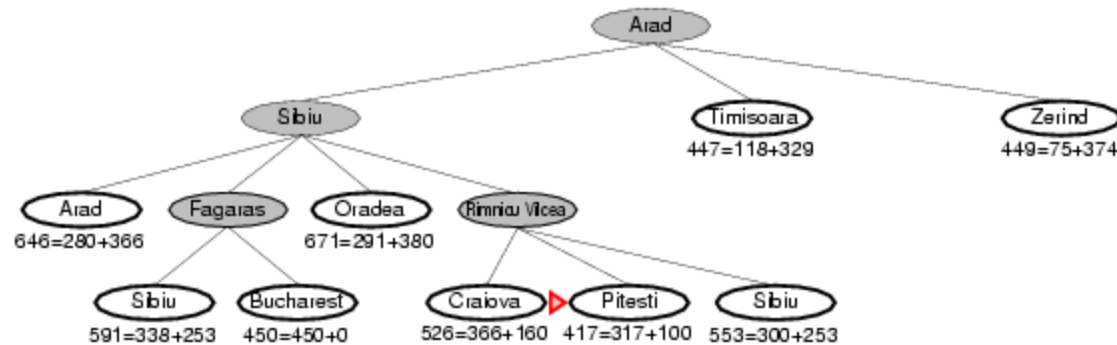 Arad
Sibiu Timisoara Zerind
447=118+329 449=75+374
Arad Fagaras Oradea Rimnicu Vilcea
646=280+366 671=291+380
Sibiu Bucharest Craiova Pitesti Sibiu
591=338+253 450=450+0 526=366+160 417=317+100 553=300+253